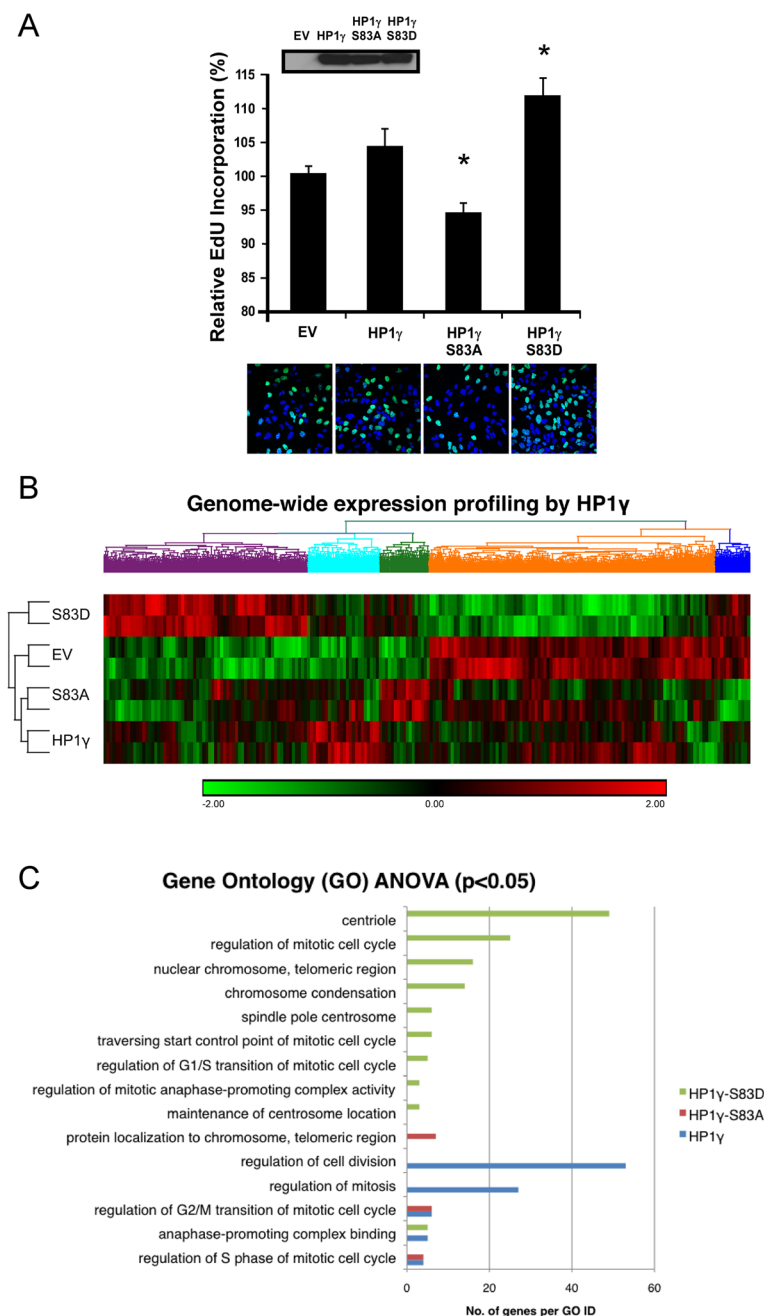 A
EV HP1γ HP1γ S83A HP1γ S83D
Relative EdU Incorporation (%)
115
110
105
100
95
90
85
80
*
*
EV HP1γ HP1γ S83A HP1γ S83D
B
Genome-wide expression profiling by HP1γ
S83D
EV
S83A
HP1γ
-2.00 0.00 2.00
C
Gene Ontology (GO) ANOVA (p<0.05)
centriole
regulation of mitotic cell cycle
nuclear chromosome, telomeric region
chromosome condensation
spindle pole centrosome
traversing start control point of mitotic cell cycle
regulation of G1/S transition of mitotic cell cycle
regulation of mitotic anaphase-promoting complex activity
maintenance of centrosome location
protein localization to chromosome, telomeric region
regulation of cell division
regulation of mitosis
regulation of G2/M transition of mitotic cell cycle
anaphase-promoting complex binding
regulation of S phase of mitotic cell cycle
0 20 40 60
No. of genes per GO ID
HP1γ-S83D
HP1γ-S83A
HP1γ